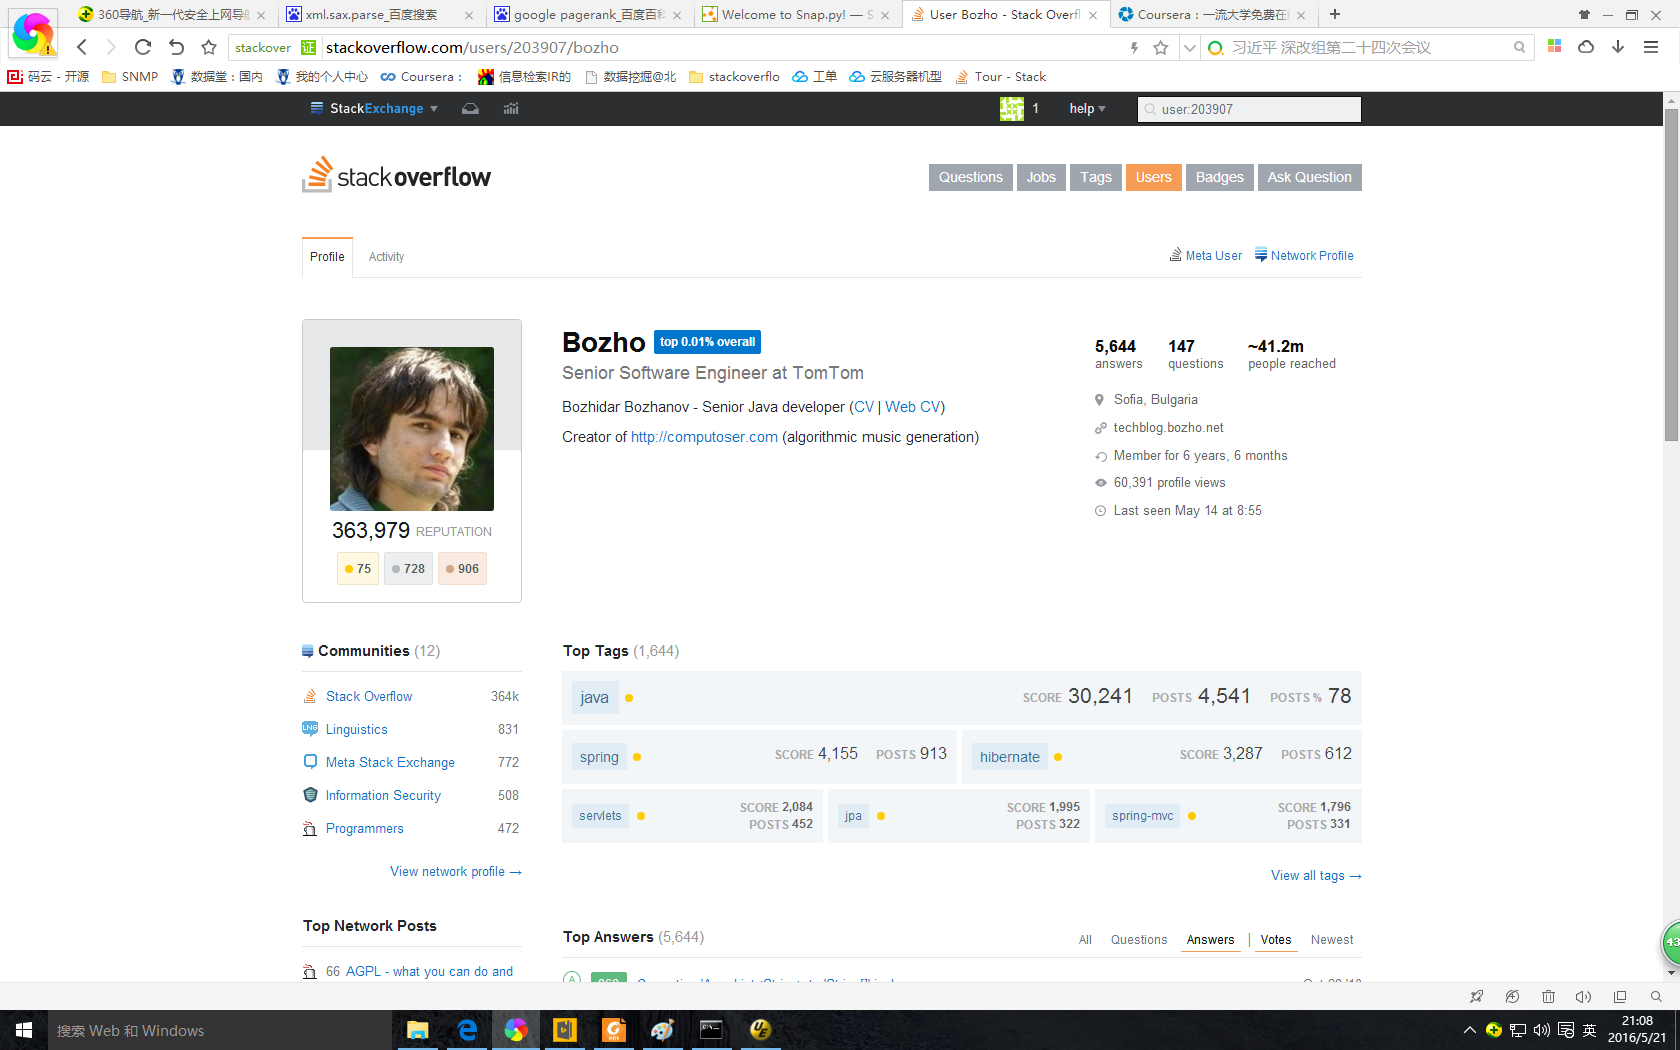 360导航_新一代安全上网导航
xml.sax.parse_百度搜索
google pagerank_百度百科
Welcome to Snap.py! — S
User Bozho - Stack Overfl
Coursera：一流大学免费在
stackover 证 stackoverflow.com/users/203907/bozho
习近平 深改组第二十四次会议
码云 - 开源 SNMP 数据堂：国内 我的个人中心 Coursera： 信息检索IR的 数据挖掘@北 stackoverflo 工单 云服务器机型 Tour - Stack
StackExchange 1 help user:203907
stackoverflow
Questions Jobs Tags Users Badges Ask Question
Profile Activity Meta User Network Profile
Bozho top 0.01% overall
Senior Software Engineer at TomTom
Bozhidar Bozhanov - Senior Java developer (CV | Web CV)
Creator of http://computoser.com (algorithmic music generation)
5,644 147 ~41.2m
answers questions people reached
Sofia, Bulgaria
techblog.bozho.net
Member for 6 years, 6 months
60,391 profile views
Last seen May 14 at 8:55
363,979 REPUTATION
75 728 906
Communities (12)
Stack Overflow 364k
Linguistics 831
Meta Stack Exchange 772
Information Security 508
Programmers 472
View network profile →
Top Network Posts
66 AGPL - what you can do and
Top Tags (1,644)
java SCORE 30,241 POSTS 4,541 POSTS % 78
spring SCORE 4,155 POSTS 913
hibernate SCORE 3,287 POSTS 612
servlets SCORE 2,084
POSTS 452
jpa SCORE 1,995
POSTS 322
spring-mvc SCORE 1,796
POSTS 331
View all tags →
Top Answers (5,644) All Questions Answers | Votes Newest
43
搜索 Web 和 Windows
英
21:08
2016/5/21